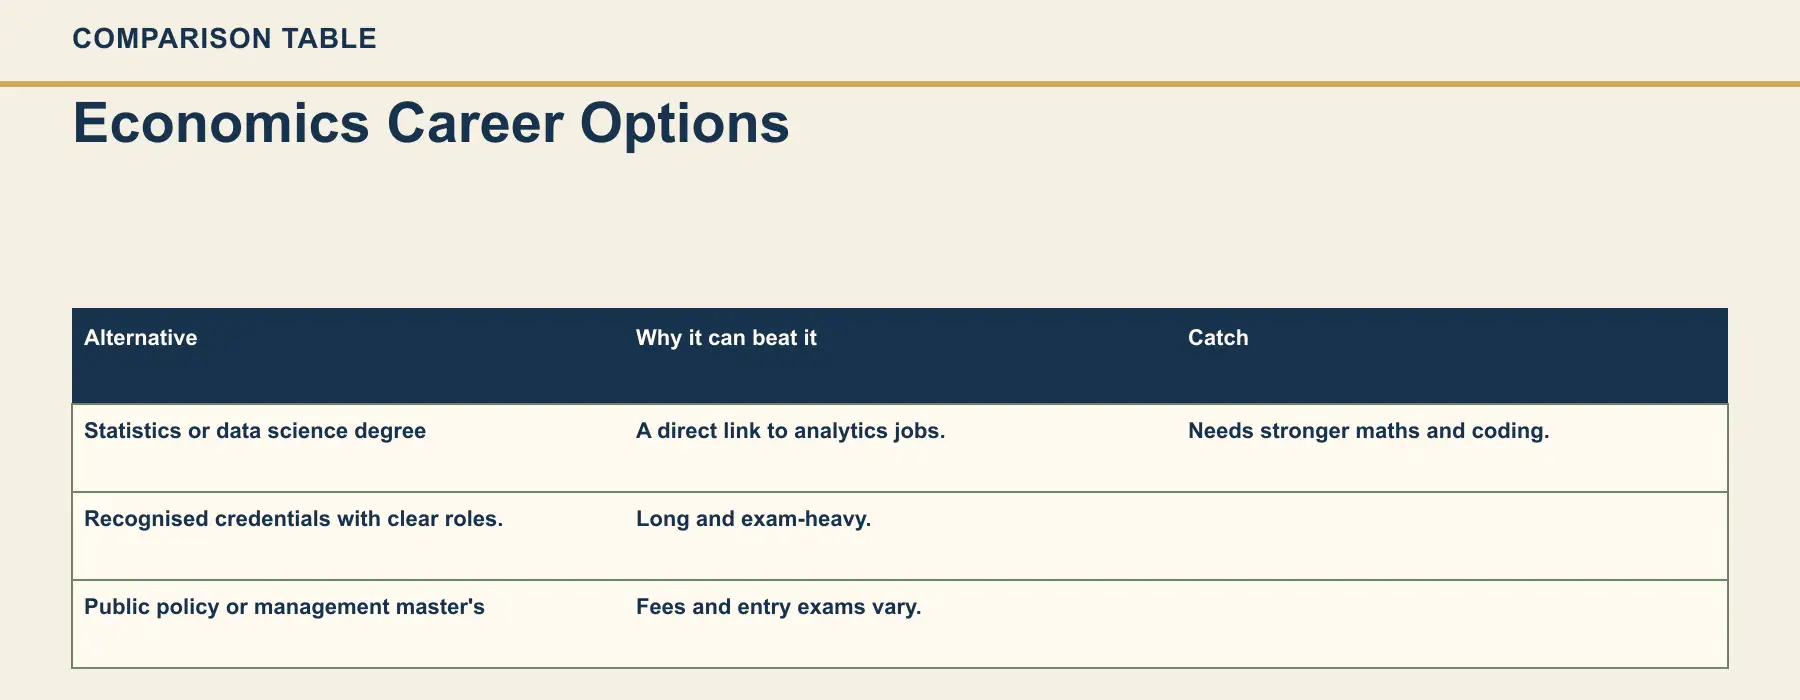 COMPARISON TABLE
Economics Career Options
Alternative Why it can beat it Catch
Statistics or data science degree A direct link to analytics jobs. Needs stronger maths and coding.
Recognised credentials with clear roles. Long and exam-heavy.
Public policy or management master's Fees and entry exams vary.